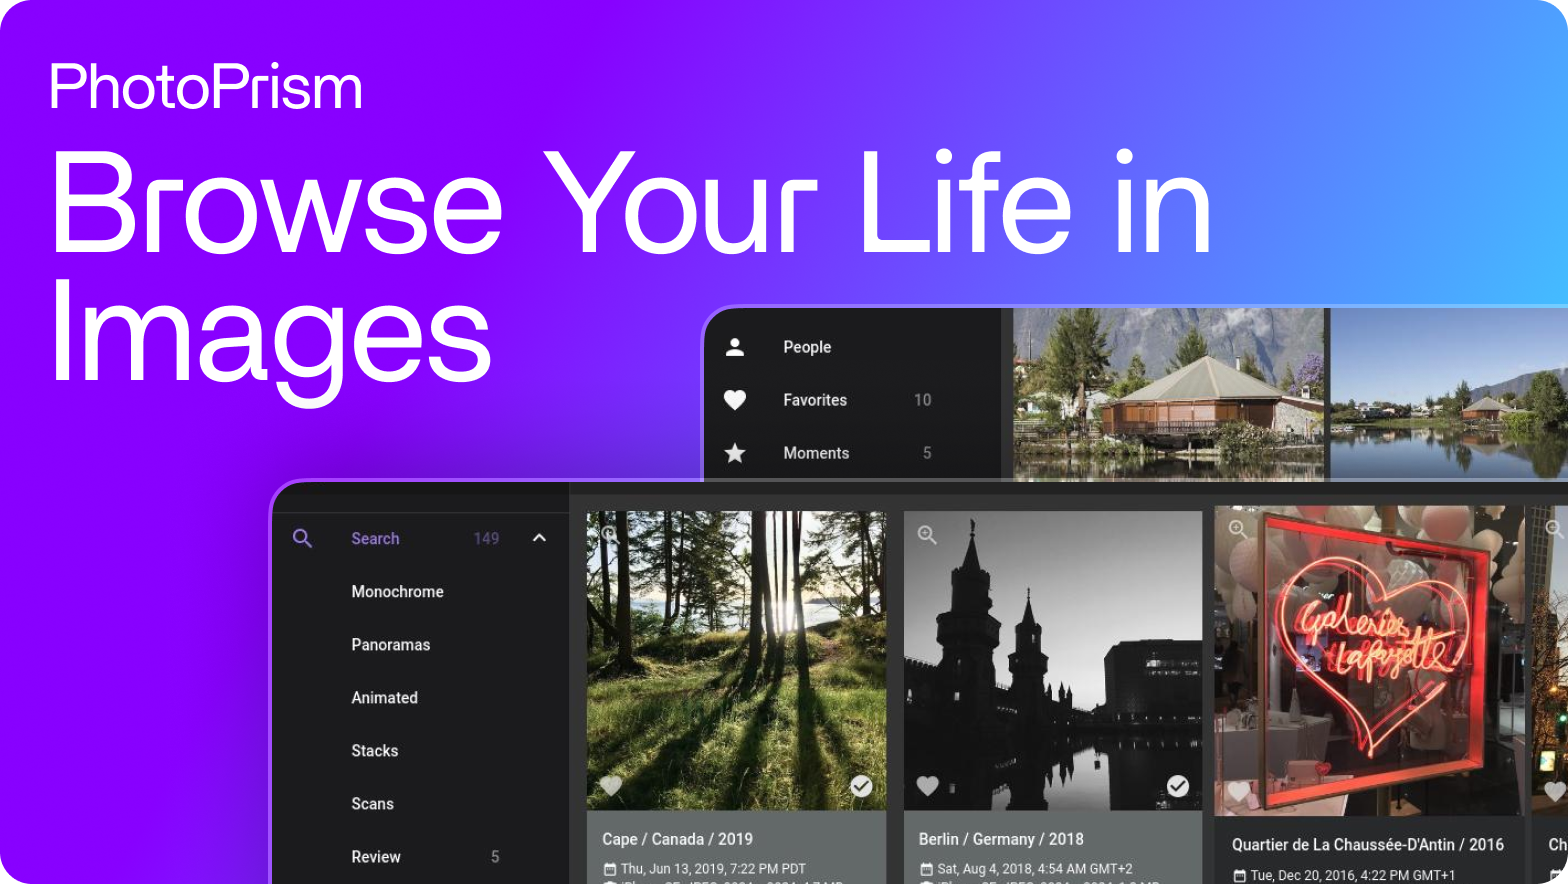 PhotoPrism
Browse Your Life in
Images
People
Favorites 10
Moments 5
Search 149
Monochrome
Panoramas
Animated
Stacks
Scans
Review 5
Galeries
Lafayette
Cape / Canada / 2019
Thu, Jun 13, 2019, 7:22 PM PDT
Berlin / Germany / 2018
Sat, Aug 4, 2018, 4:54 AM GMT+2
Quartier de La Chaussée-D'Antin / 2016
Tue, Dec 20, 2016, 4:22 PM GMT+1
Ch